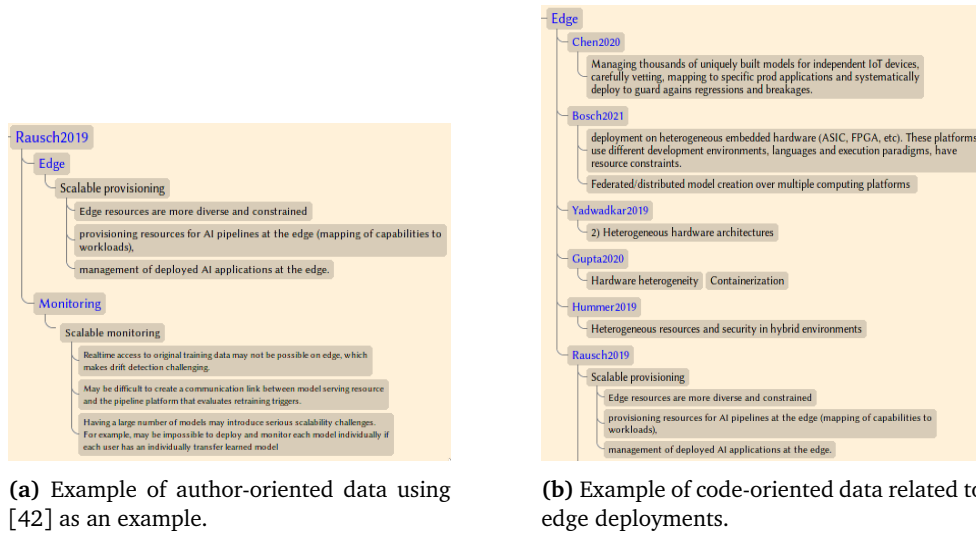 Rausch2019
Edge
Scalable provisioning
Edge resources are more diverse and constrained
provisioning resources for AI pipelines at the edge (mapping of capabilities to
workloads),
management of deployed AI applications at the edge.
Monitoring
Scalable monitoring
Realtime access to original training data may not be possible on edge, which
makes drift detection challenging.
May be difficult to create a communication link between model serving resource
and the pipeline platform that evaluates retraining triggers.
Having a large number of models may introduce serious scalability challenges.
For example, may be impossible to deploy and monitor each model individually if
each user has an individually transfer learned model
(a) Example of author-oriented data using
[42] as an example.
Edge
Chen2020
Managing thousands of uniquely built models for independent IoT devices,
carefully vetting, mapping to specific prod applications and systematically
deploy to guard agains regressions and breakages.
Bosch2021
deployment on heterogeneous embedded hardware (ASIC, FPGA, etc). These platforms
use different development environments, languages and execution paradigms, have
resource constraints.
Federated/distributed model creation over multiple computing platforms
Yadwadkar2019
2) Heterogeneous hardware architectures
Gupta2020
Hardware heterogeneity Containerization
Hummer2019
Heterogeneous resources and security in hybrid environments
Rausch2019
Scalable provisioning
Edge resources are more diverse and constrained
provisioning resources for AI pipelines at the edge (mapping of capabilities to
workloads),
management of deployed AI applications at the edge.
(b) Example of code-oriented data related to
edge deployments.